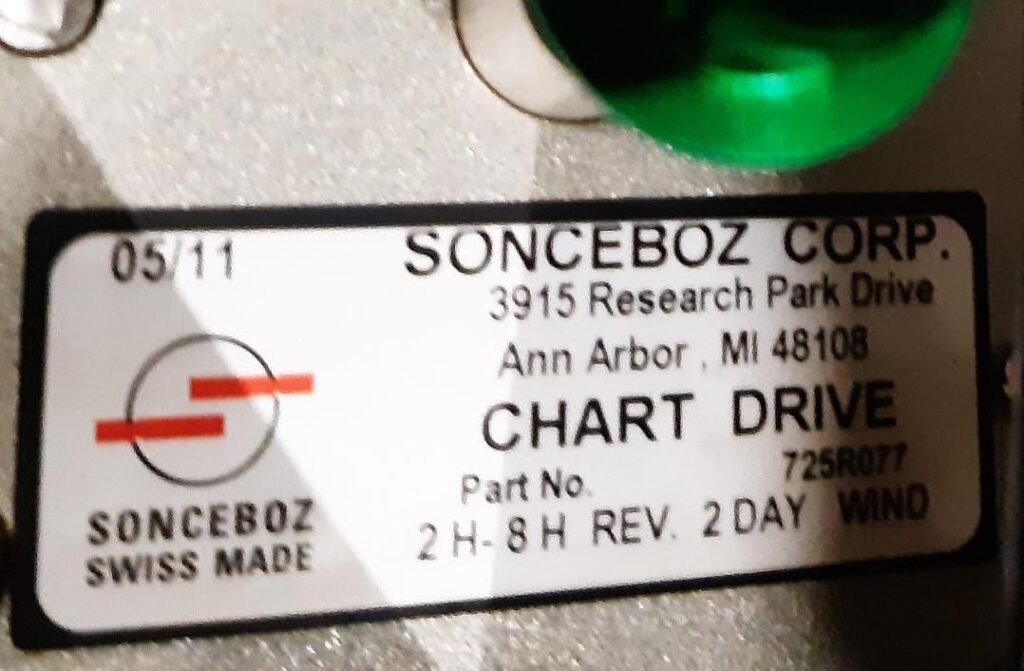 05/11
SONCEBOZ CORP.
3915 Research Park Drive
Ann Arbor , MI 48108
CHART DRIVE
Part No. 725R077
2 H- 8 H REV. 2 DAY WIND
SONCEBOZ
SWISS MADE